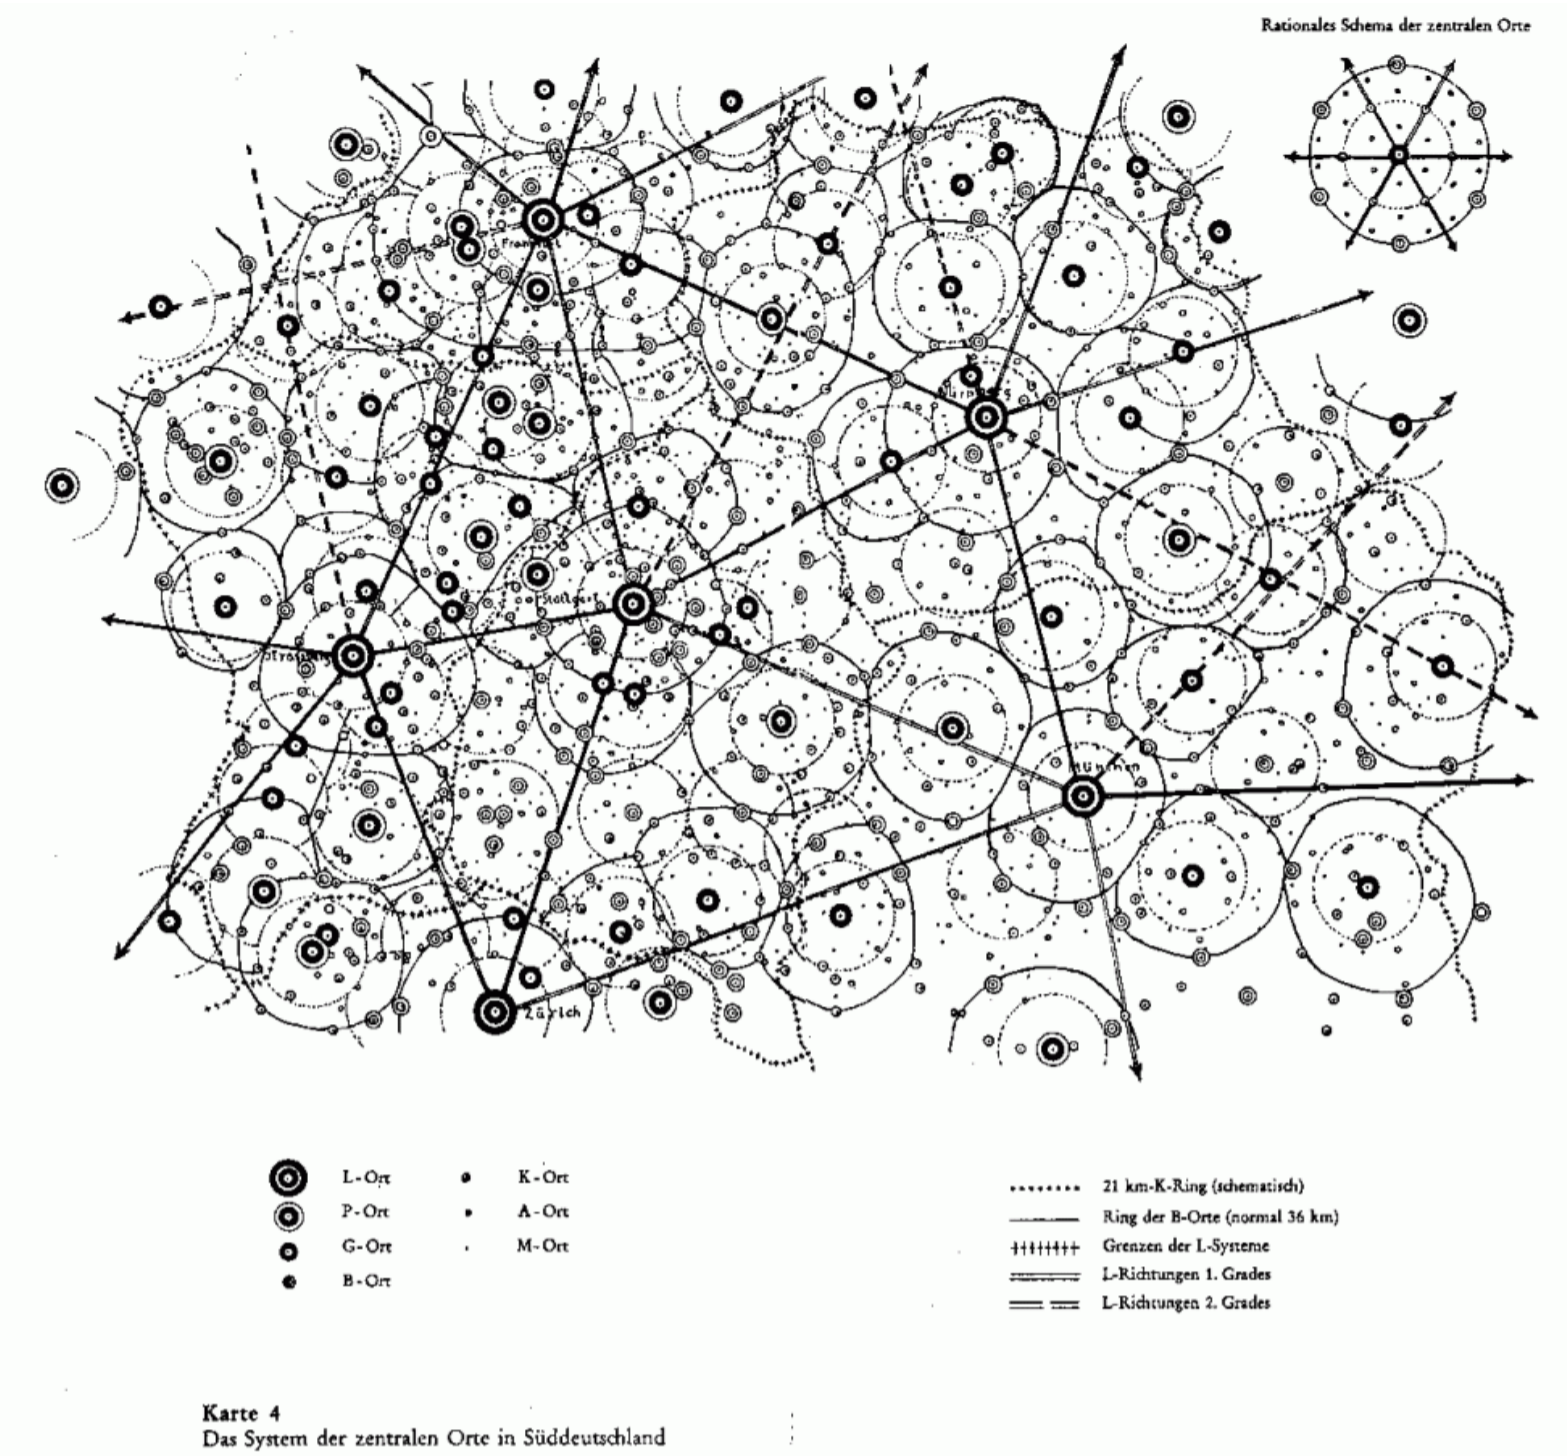 Rationales Schema der zentralen Orte
Stuttgart
München
Zürich
L-Ort
P-Ort
G-Ort
B-Ort
K-Ort
A-Ort
M-Ort
21 km-K-Ring (schematisch)
Ring der B-Orte (normal 36 km)
Grenzen der L-Systeme
L-Richtungen 1. Grades
L-Richtungen 2. Grades
Karte 4
Das System der zentralen Orte in Süddeutschland